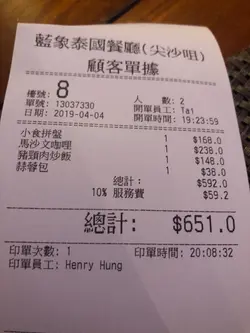 藍象泰國餐廳(尖沙咀)
顧客單據
檯號: 8 人 數: 2
單號: 13037330 開單員工: Tai
日期: 2019-04-04 開單時間: 19:23:59
小食拼盤 1 $168.0
馬沙文咖哩 1 $238.0
豬頸肉炒飯 1 $148.0
蒜蓉包 1 $38.0
總計: $592.0
10% 服務費 $59.2
總計: $651.0
印單次數: 1 印單時間: 20:08:32
印單員工: Henry Hung